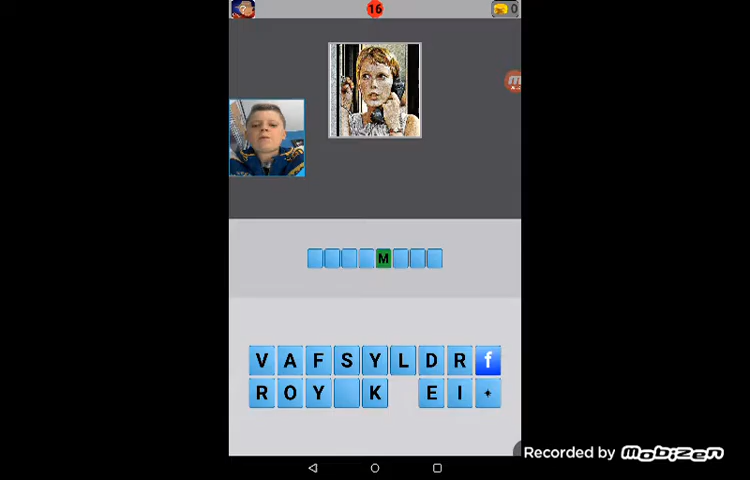 16
0
M
V A F S Y L D R f
R O Y K E I +
Recorded by Mobizen